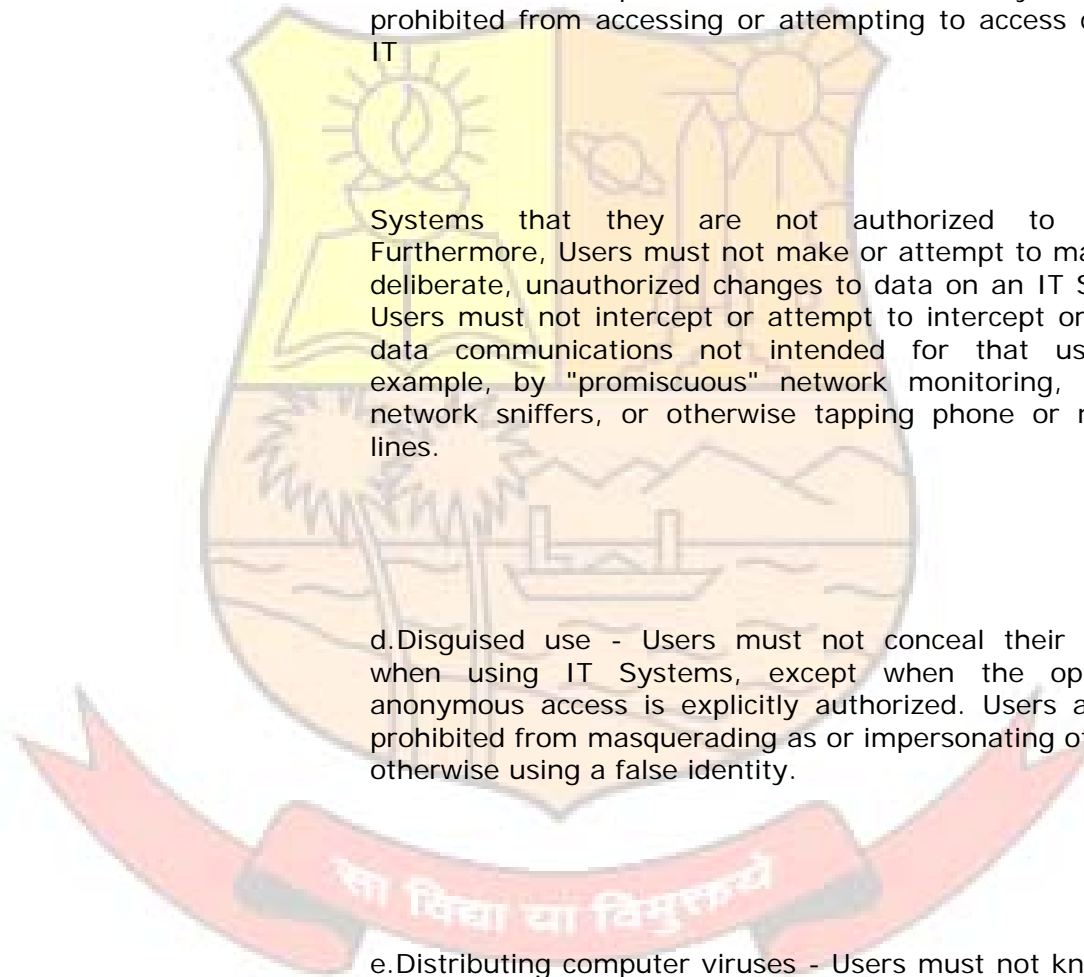 prohibited from accessing or attempting to access
IT
Systems that they are not authorized to
Furthermore, Users must not make or attempt to
deliberate, unauthorized changes to data on an IT
Users must not intercept or attempt to intercept or
data communications not intended for that
example, by "promiscuous" network monitoring,
network sniffers, or otherwise tapping phone or
lines.
d.Disguised use - Users must not conceal their
when using IT Systems, except when the
anonymous access is explicitly authorized. Users
prohibited from masquerading as or impersonating
otherwise using a false identity.
सा विद्या या विमुक्तये
e.Distributing computer viruses - Users must not